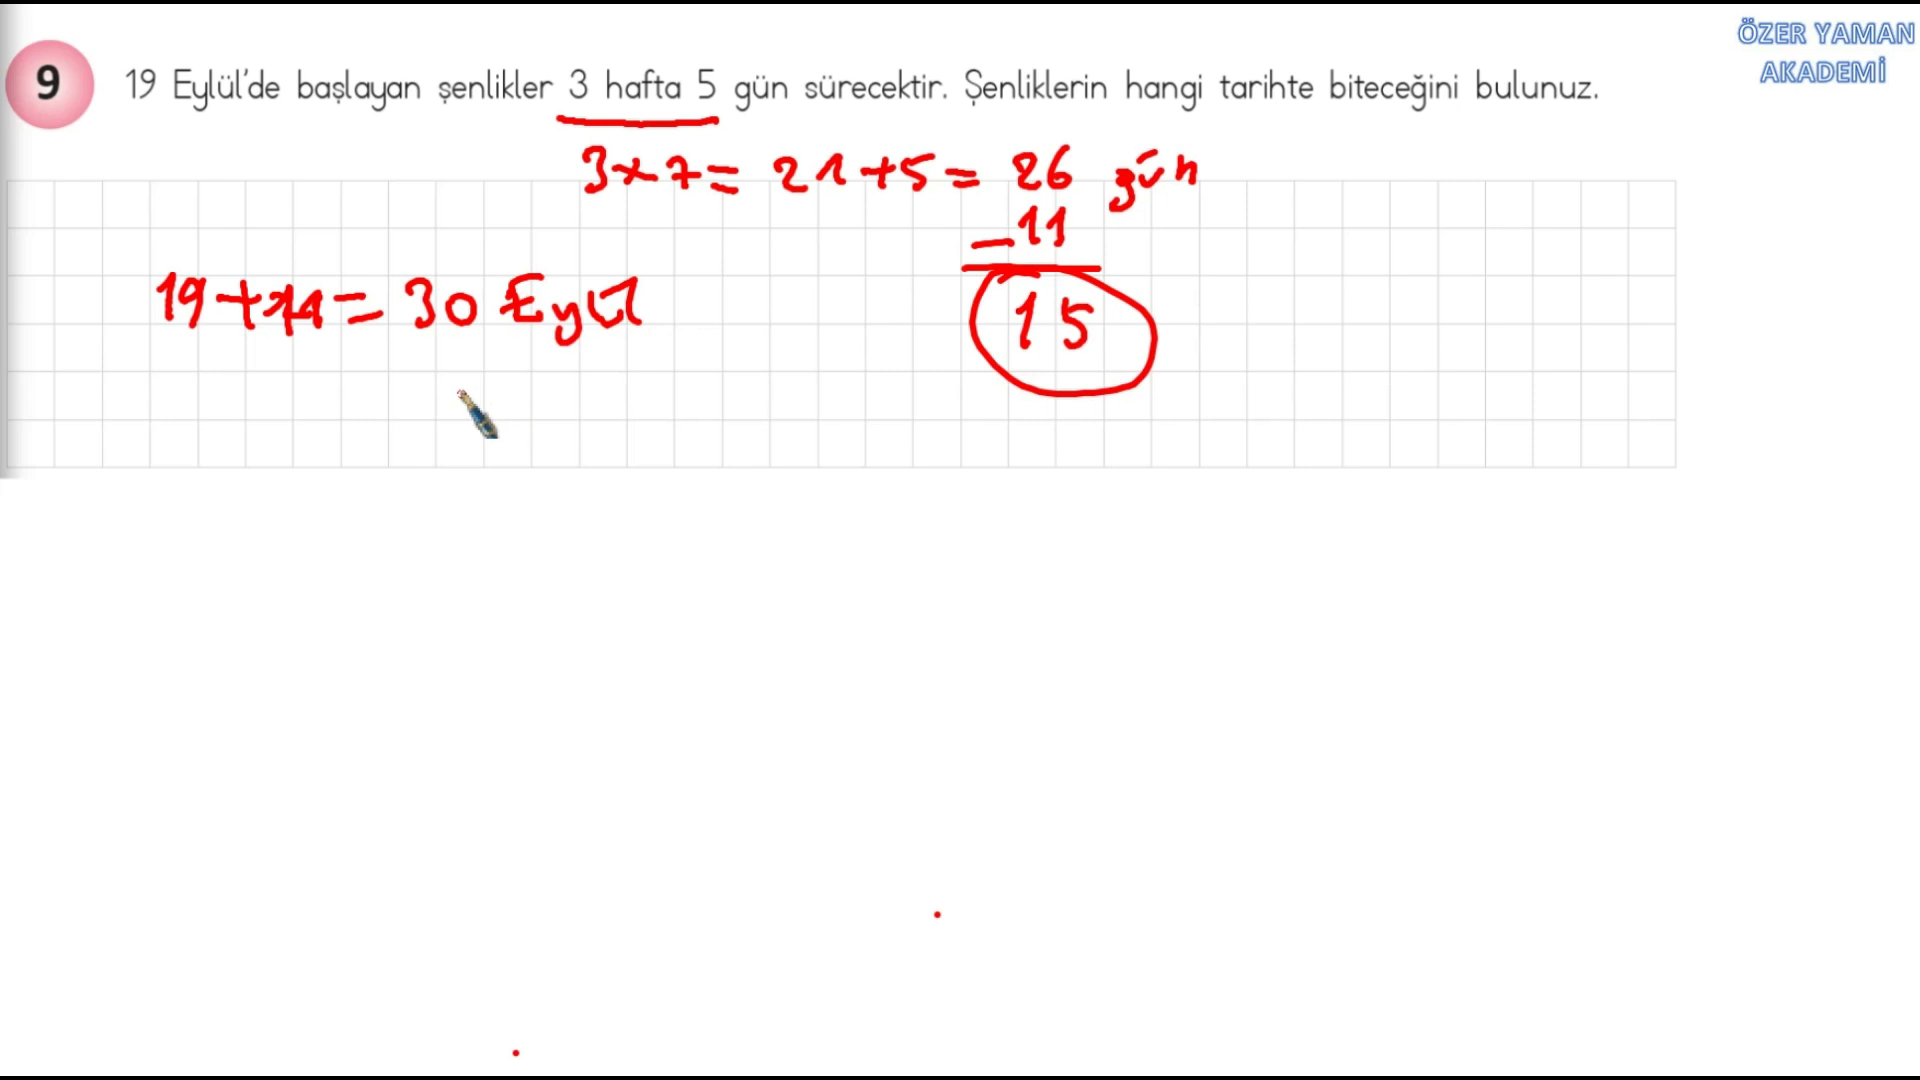 ÖZER YAMAN
AKADEMİ
9 19 Eylül'de başlayan şenlikler 3 hafta 5 gün sürecektir. Şenliklerin hangi tarihte biteceğini bulunuz.
3x7= 21+5= 26 gün
-11
15
19+11= 30 Eylül